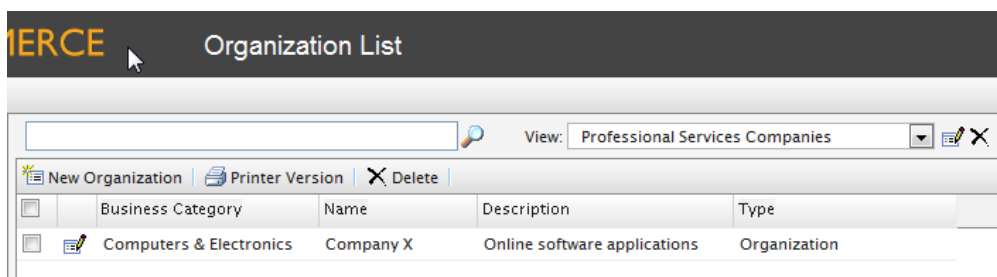 MERCE Organization List
View: Professional Services Companies
New Organization Printer Version Delete
Business Category Name Description Type
Computers & Electronics Company X Online software applications Organization